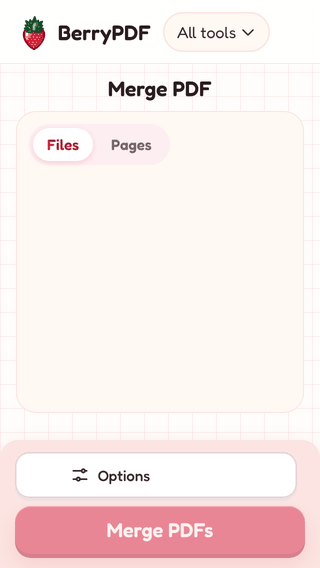 BerryPDF
All tools
Merge PDF
Files
Pages
Options
Merge PDFs